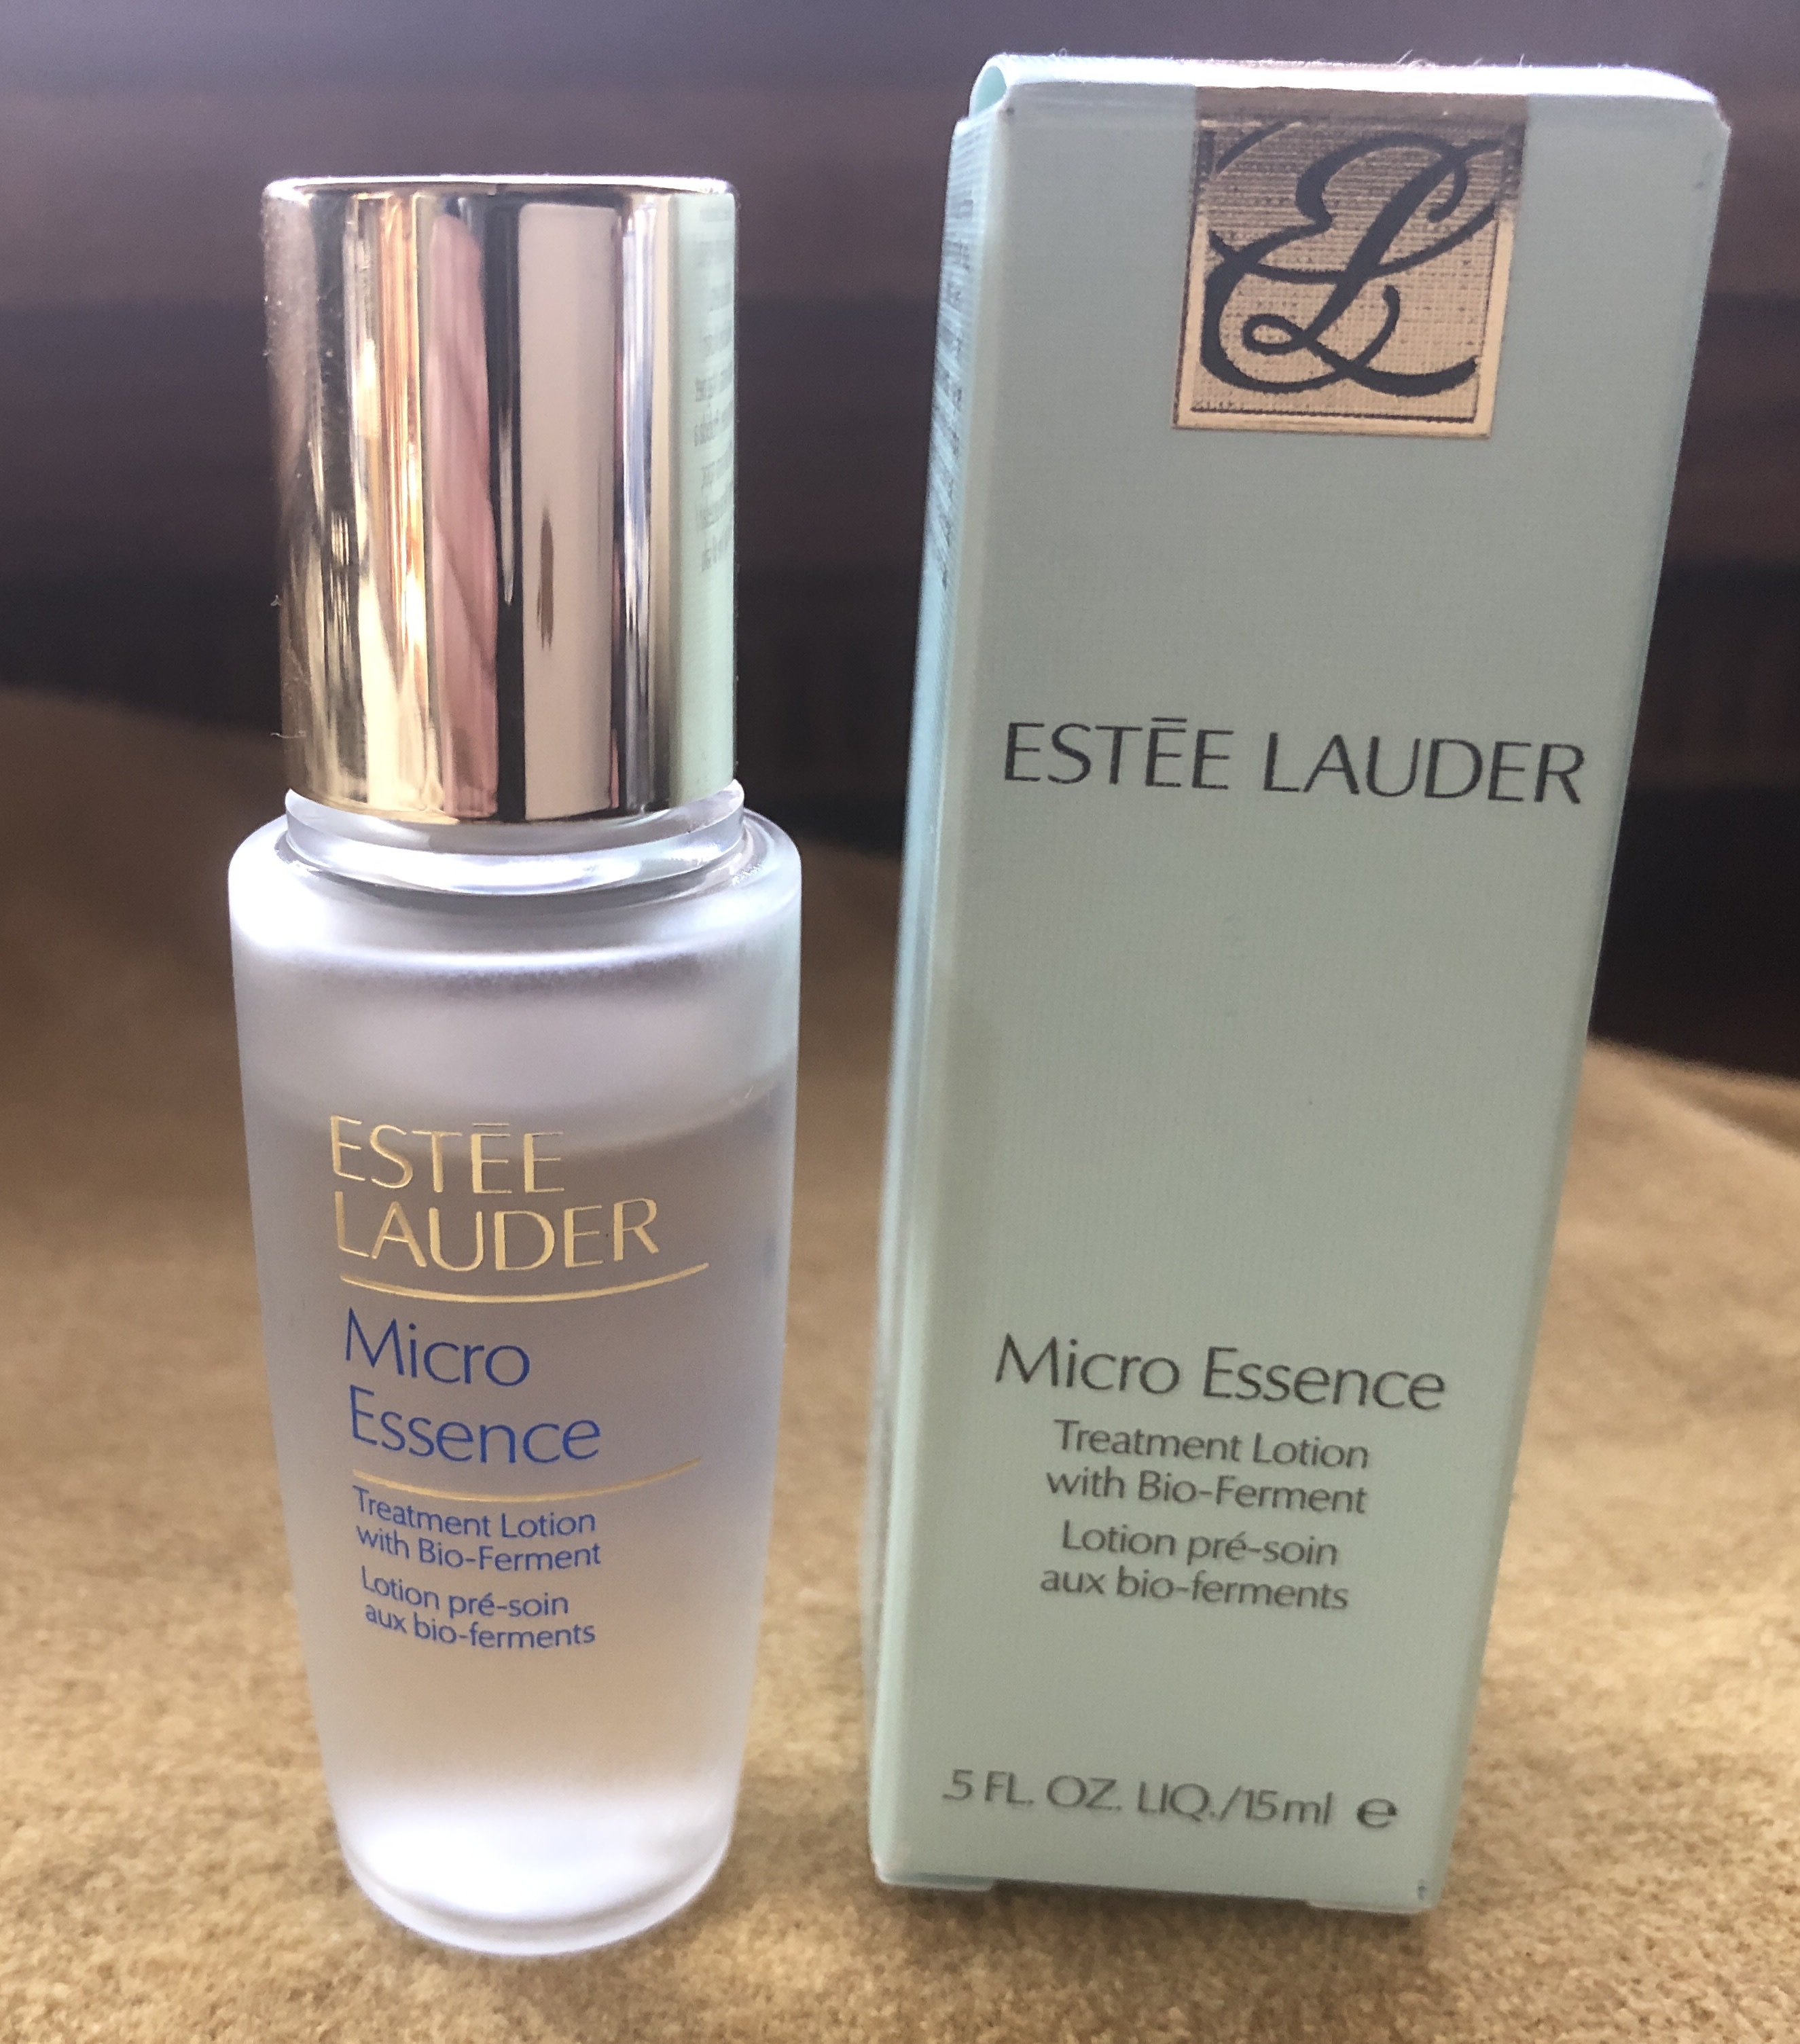 ESTĒE
LAUDER
Micro
Essence
Treatment Lotion
with Bio-Ferment
Lotion pré-soin
aux bio-ferments
EL
ESTĒE LAUDER
Micro Essence
Treatment Lotion
with Bio-Ferment
Lotion pré-soin
aux bio-ferments
.5 FL. OZ. LIQ./15ml e